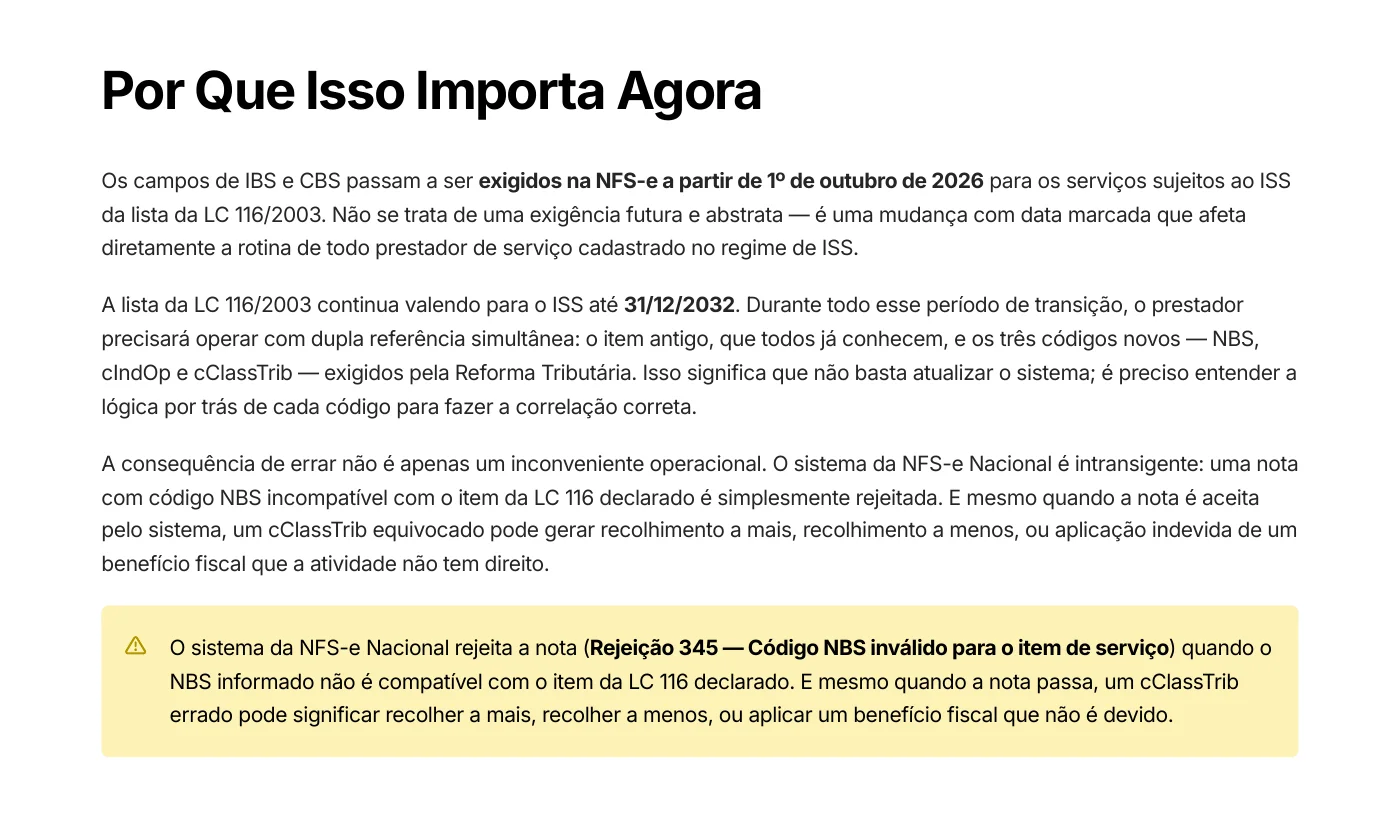 Por Que Isso Importa Agora
Os campos de IBS e CBS passam a ser exigidos na NFS-e a partir de 1º de outubro de 2026 para os serviços sujeitos ao ISS
da lista da LC 116/2003. Não se trata de uma exigência futura e abstrata — é uma mudança com data marcada que afeta
diretamente a rotina de todo prestador de serviço cadastrado no regime de ISS.
A lista da LC 116/2003 continua valendo para o ISS até 31/12/2032. Durante todo esse período de transição, o prestador
precisará operar com dupla referência simultânea: o item antigo, que todos já conhecem, e os três códigos novos — NBS,
cIndOp e cClassTrib — exigidos pela Reforma Tributária. Isso significa que não basta atualizar o sistema; é preciso entender a
lógica por trás de cada código para fazer a correlação correta.
A consequência de errar não é apenas um inconveniente operacional. O sistema da NFS-e Nacional é intransigente: uma nota
com código NBS incompatível com o item da LC 116 declarado é simplesmente rejeitada. E mesmo quando a nota é aceita
pelo sistema, um cClassTrib equivocado pode gerar recolhimento a mais, recolhimento a menos, ou aplicação indevida de um
benefício fiscal que a atividade não tem direito.
O sistema da NFS-e Nacional rejeita a nota (Rejeição 345 — Código NBS inválido para o item de serviço) quando o
NBS informado não é compatível com o item da LC 116 declarado. E mesmo quando a nota passa, um cClassTrib
errado pode significar recolher a mais, recolher a menos, ou aplicar um benefício fiscal que não é devido.